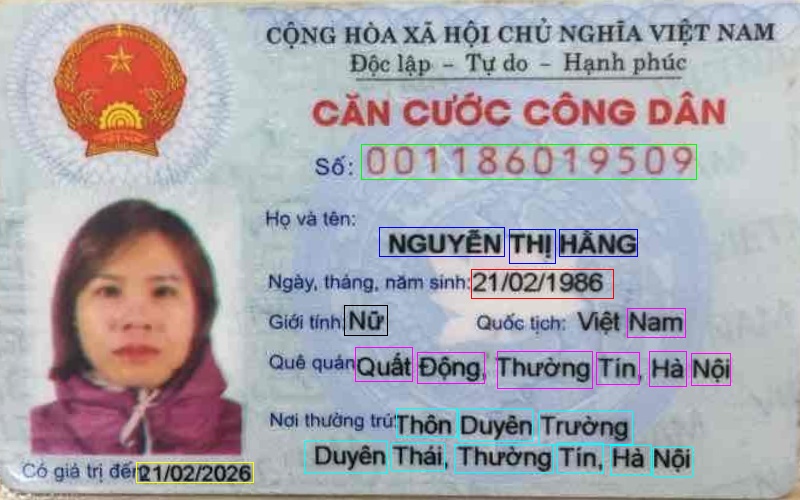 CỘNG HÒA XÃ HỘI CHỦ NGHĨA VIỆT NAM
Độc lập - Tự do - Hạnh phúc
CĂN CƯỚC CÔNG DÂN
Số: 001186019509
Họ và tên:
NGUYỄN THỊ HẰNG
Ngày, tháng, năm sinh: 21/02/1986
Giới tính: Nữ Quốc tịch: Việt Nam
Quê quán: Quất Động, Thường Tín, Hà Nội
Nơi thường trú: Thôn Duyên Trường
Duyên Thái, Thường Tín, Hà Nội
Có giá trị đến: 21/02/2026